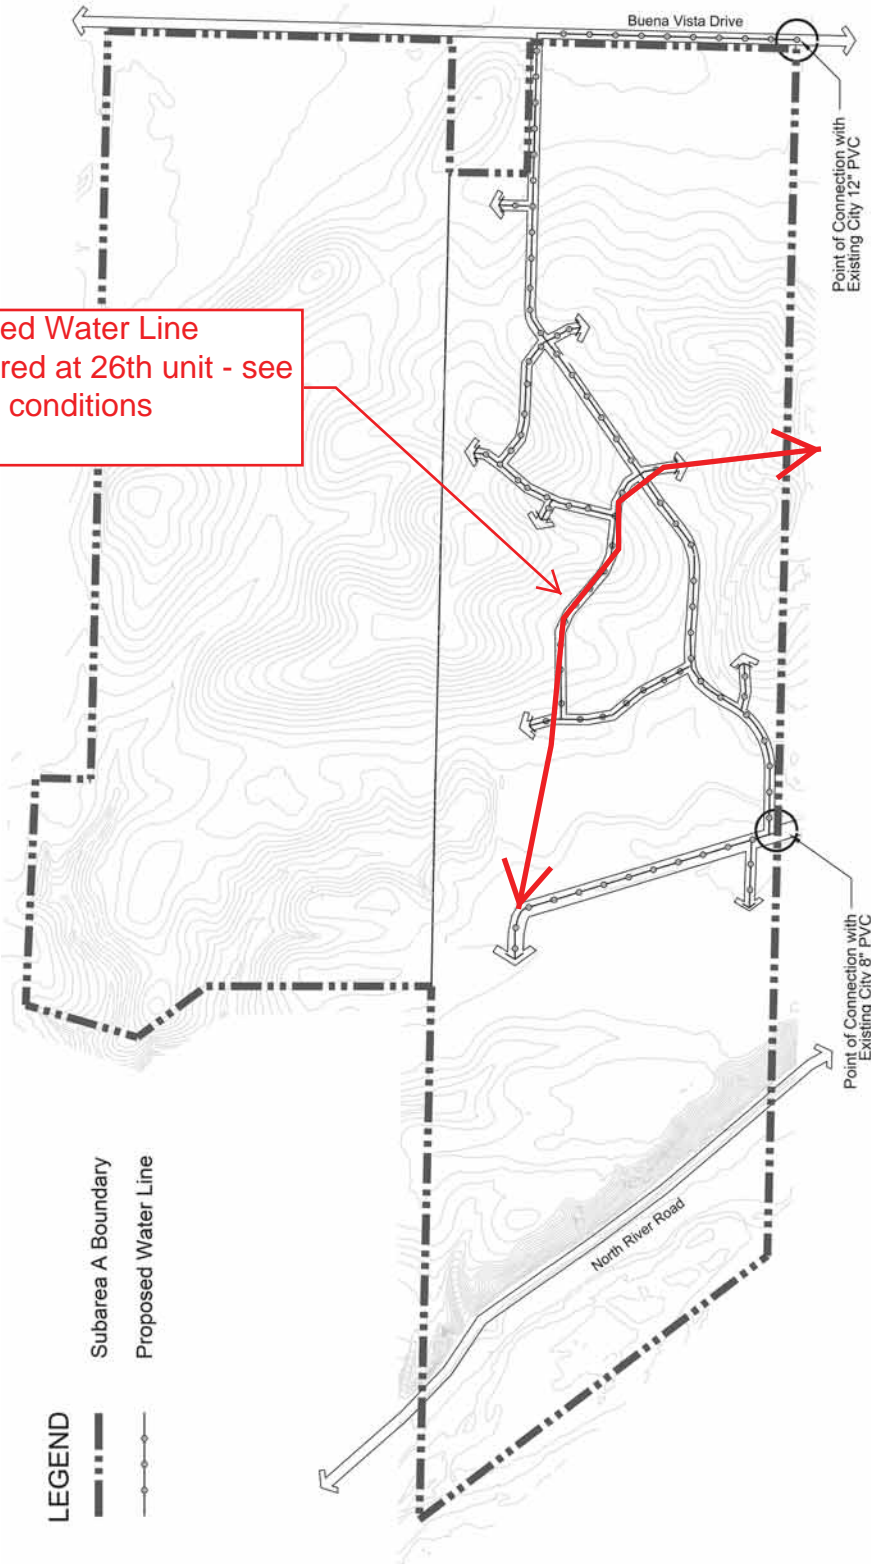 Buena Vista Drive
Point of Connection with
Existing City 12" PVC
ed Water Line
red at 26th unit - see
conditions
Point of Connection with
Existing City 8" PVC
North River Road
LEGEND
Subarea A Boundary
Proposed Water Line